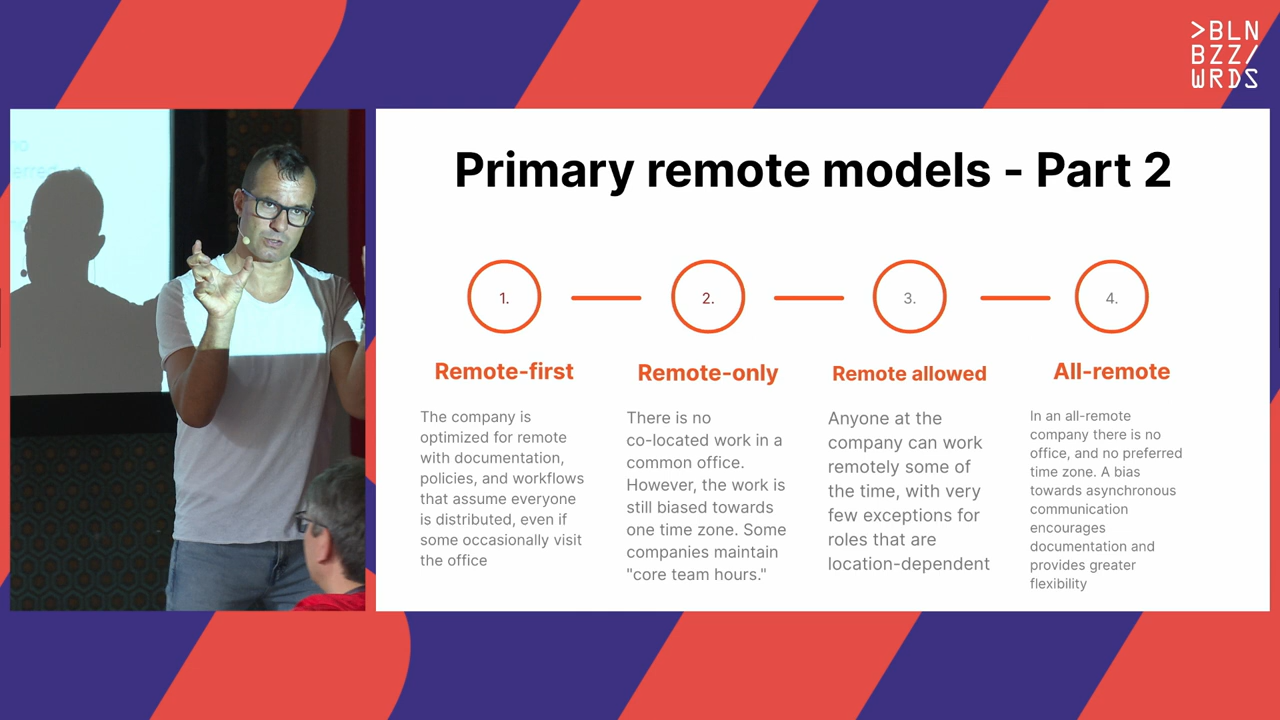 >BLN
BZZ/
WRDS
Primary remote models - Part 2
1.
2.
3.
4.
Remote-first
The company is
optimized for remote
with documentation,
policies, and workflows
that assume everyone
is distributed, even if
some occasionally visit
the office
Remote-only
There is no
co-located work in a
common office.
However, the work is
still biased towards
one time zone. Some
companies maintain
"core team hours."
Remote allowed
Anyone at the
company can work
remotely some of
the time, with very
few exceptions for
roles that are
location-dependent
All-remote
In an all-remote
company there is no
office, and no preferred
time zone. A bias
towards asynchronous
communication
encourages
documentation and
provides greater
flexibility